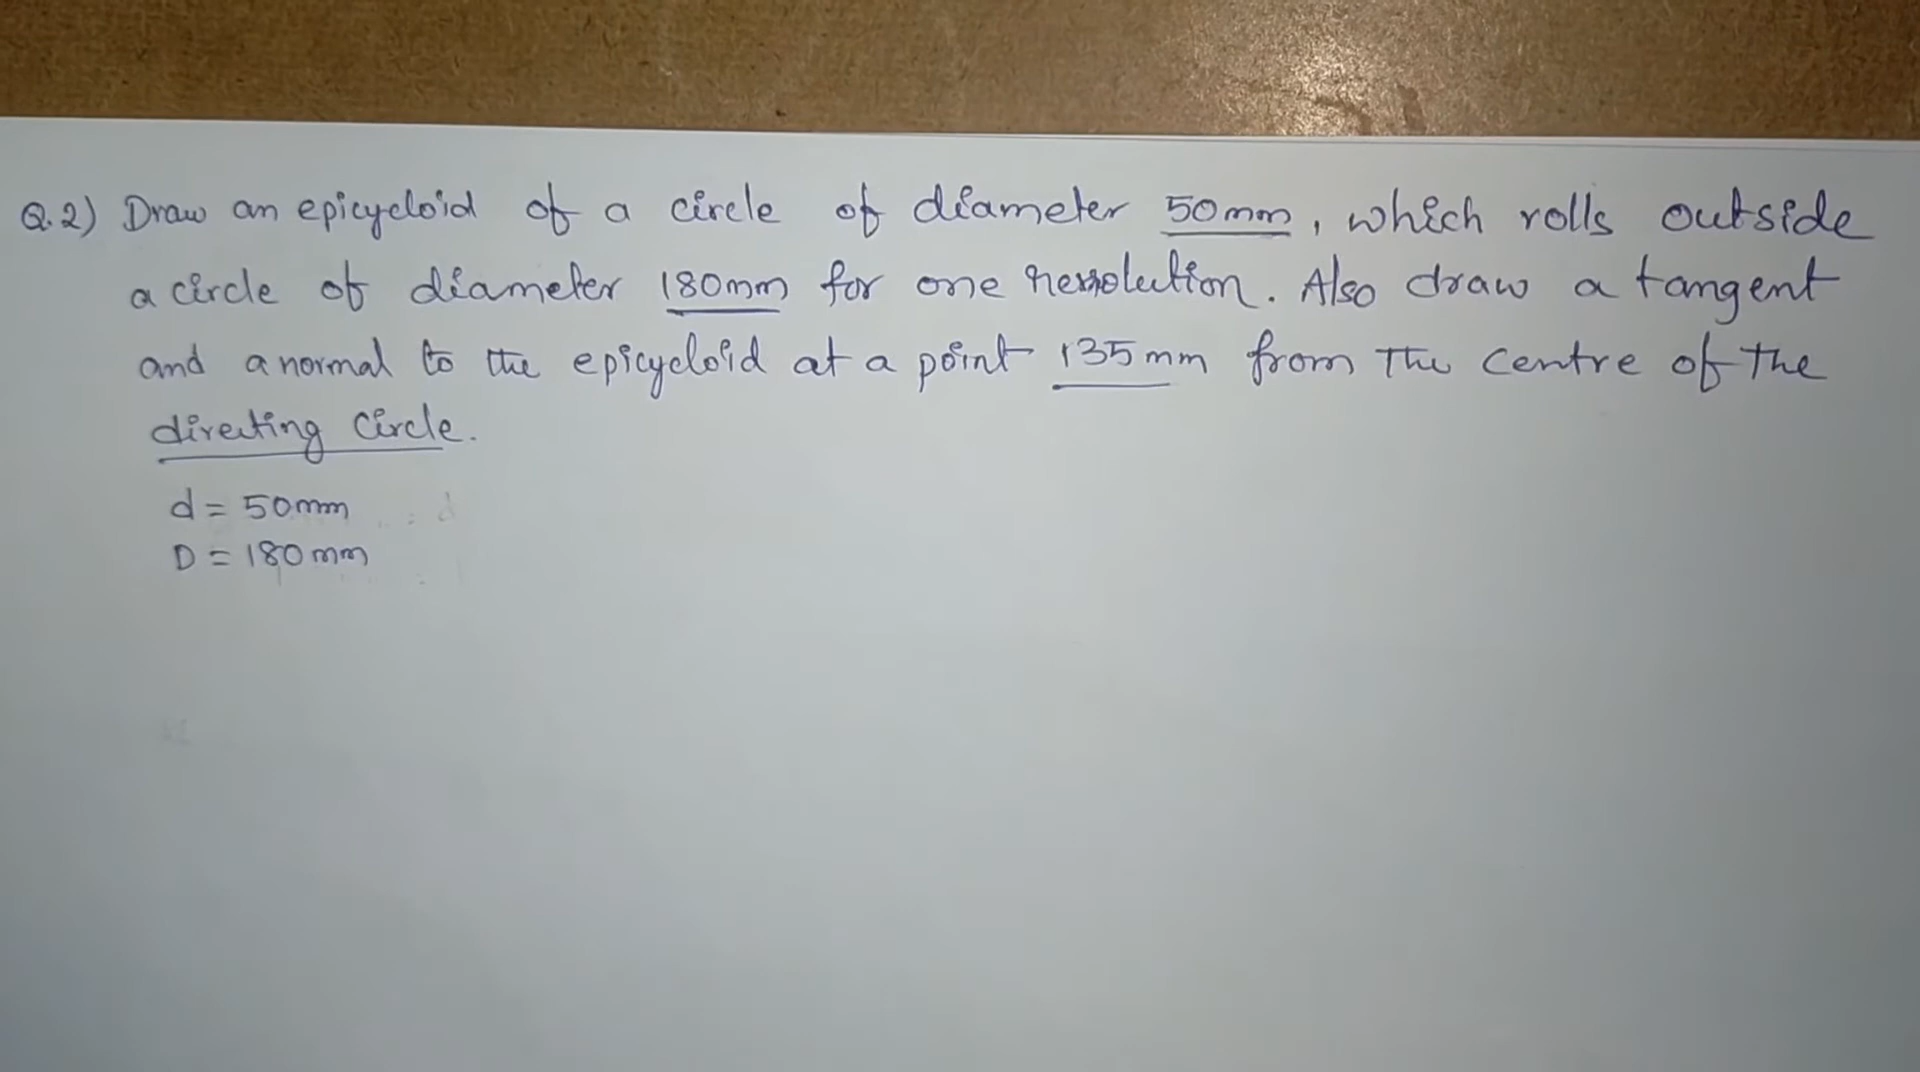 Q.2) Draw an epicycloid of a circle of diameter 50mm, which rolls outside
a circle of diameter 180mm for one revolution. Also draw a tangent
and a normal to the epicycloid at a point 135mm from the centre of the
directing circle.
d = 50mm
D = 180mm